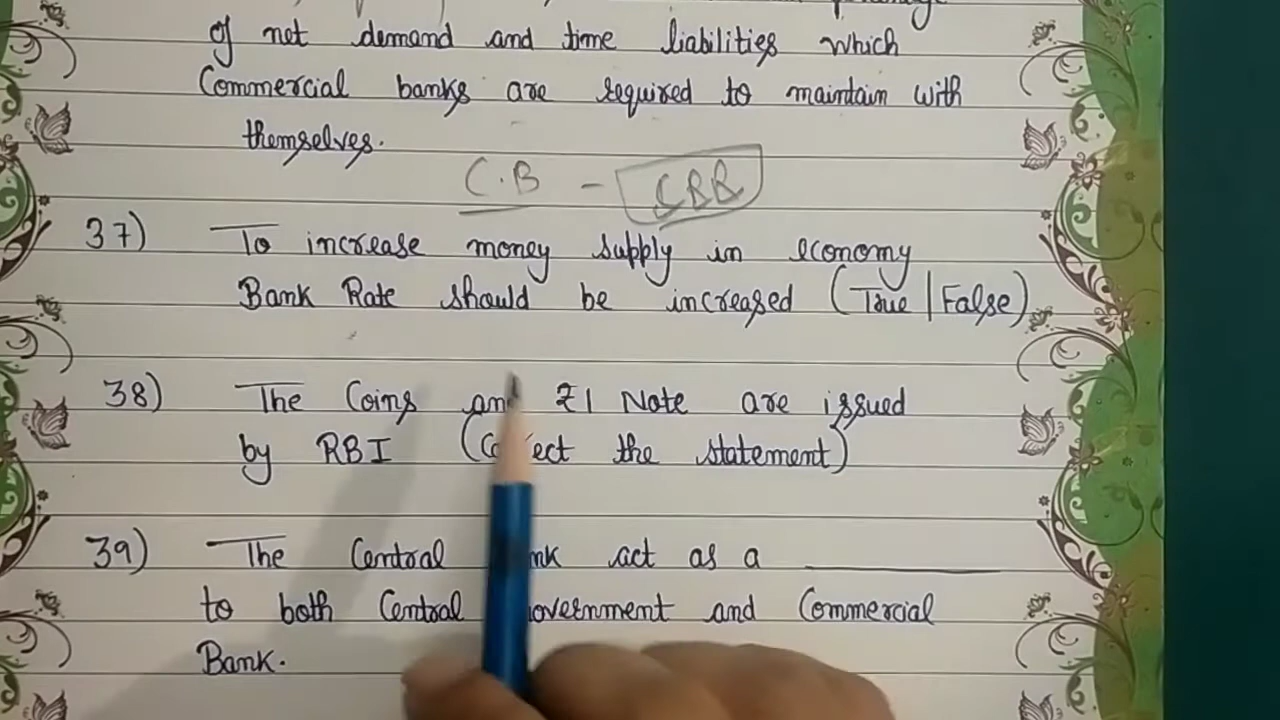 of net demand and time liabilities which
Commercial banks are required to maintain with
themselves.
C.B - CRR
37) To increase money supply in economy
Bank Rate should be increased (True | False)
38) The Coins and ₹1 Note are issued
by RBI ( the statement)
39) The Central act as a ________
to both Central and Commercial
Bank.